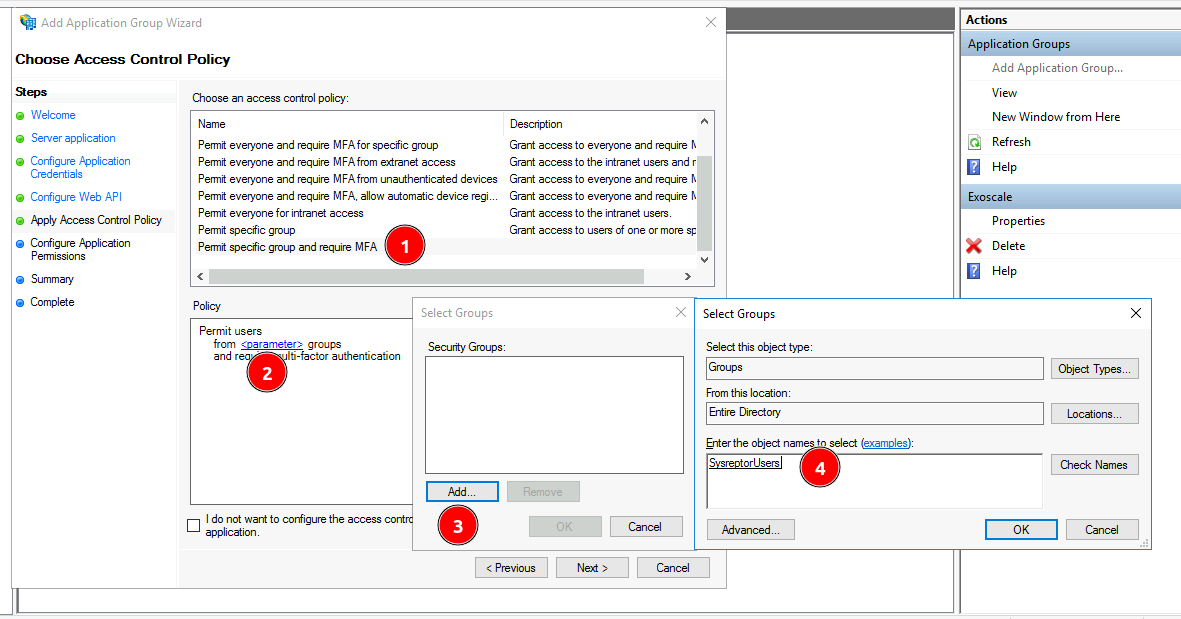 Add Application Group Wizard
Choose Access Control Policy
Steps
Welcome
Server application
Configure Application
Credentials
Configure Web API
Apply Access Control Policy
Configure Application
Permissions
Summary
Complete
Choose an access control policy:
Name Description
Permit everyone and require MFA for specific group Grant access to everyone and require
Permit everyone and require MFA from extranet access Grant access to the intranet users and
Permit everyone and require MFA from unauthenticated devices Grant access to everyone and require
Permit everyone and require MFA, allow automatic device regi... Grant access to everyone and require
Permit everyone for intranet access Grant access to the intranet users.
Permit specific group Grant access to users of one or more sp
Permit specific group and require MFA
1
Policy
Permit users
from <parameter> groups
and multi-factor authentication
2
I do not want to configure the access contro
application.
< Previous Next > Cancel
Select Groups
Security Groups:
Add... Remove
3
OK Cancel
Select Groups
Select this object type:
Groups Object Types...
From this location:
Entire Directory Locations...
Enter the object names to select (examples):
SysreptorUsers Check Names
4
Advanced... OK Cancel
Actions
Application Groups
Add Application Group...
View
New Window from Here
Refresh
Help
Exoscale
Properties
Delete
Help